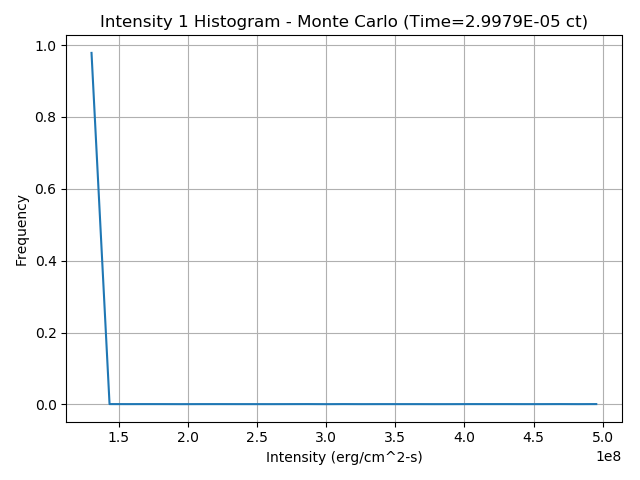 Intensity 1 Histogram - Monte Carlo (Time=2.9979E-05 ct)
1.0
0.8
0.6
0.4
0.2
0.0
Frequency
1.5 2.0 2.5 3.0 3.5 4.0 4.5 5.0
1e8
Intensity (erg/cm^2-s)